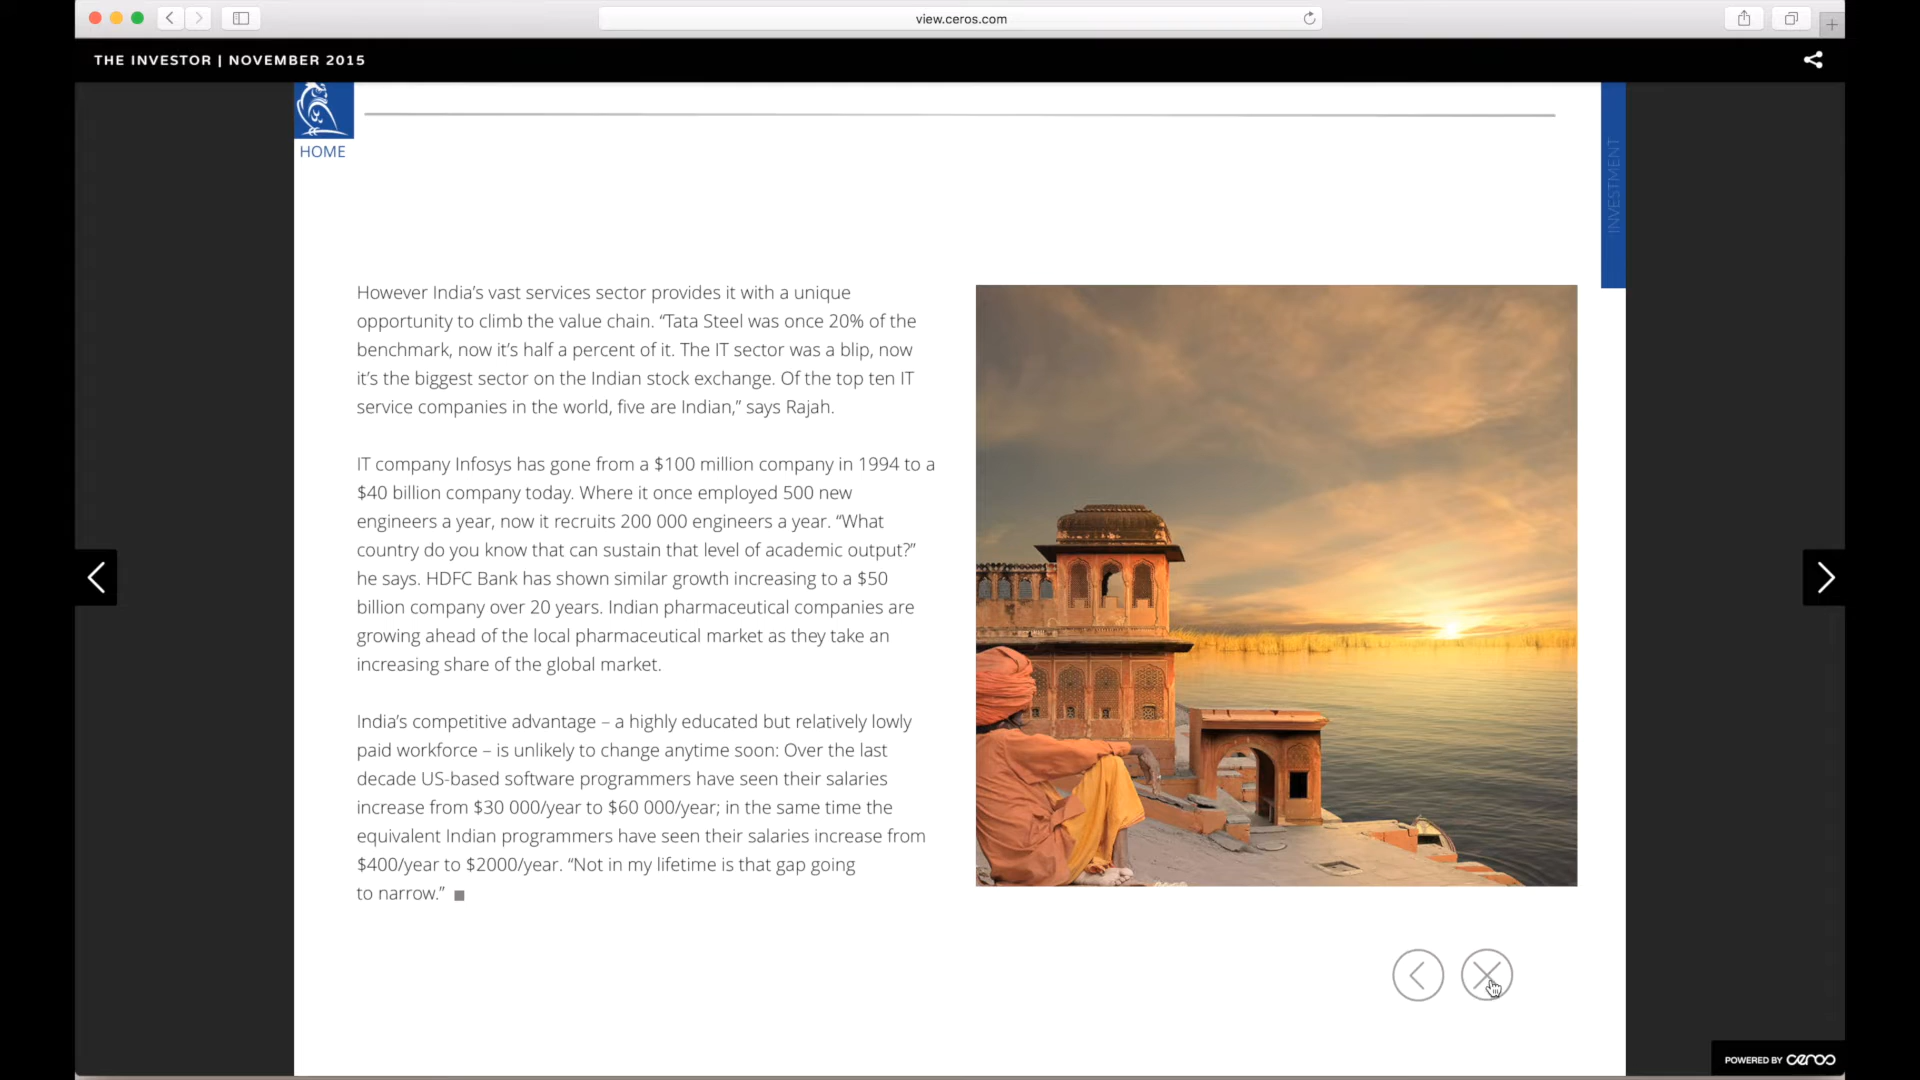 view.ceros.com
THE INVESTOR | NOVEMBER 2015
HOME
INVESTMENT
However India’s vast services sector provides it with a unique
opportunity to climb the value chain. “Tata Steel was once 20% of the
benchmark, now it’s half a percent of it. The IT sector was a blip, now
it’s the biggest sector on the Indian stock exchange. Of the top ten IT
service companies in the world, five are Indian,” says Rajah.
IT company Infosys has gone from a $100 million company in 1994 to a
$40 billion company today. Where it once employed 500 new
engineers a year, now it recruits 200 000 engineers a year. “What
country do you know that can sustain that level of academic output?”
he says. HDFC Bank has shown similar growth increasing to a $50
billion company over 20 years. Indian pharmaceutical companies are
growing ahead of the local pharmaceutical market as they take an
increasing share of the global market.
India’s competitive advantage – a highly educated but relatively lowly
paid workforce – is unlikely to change anytime soon: Over the last
decade US-based software programmers have seen their salaries
increase from $30 000/year to $60 000/year; in the same time the
equivalent Indian programmers have seen their salaries increase from
$400/year to $2000/year. “Not in my lifetime is that gap going
to narrow.”
POWERED BY ceros